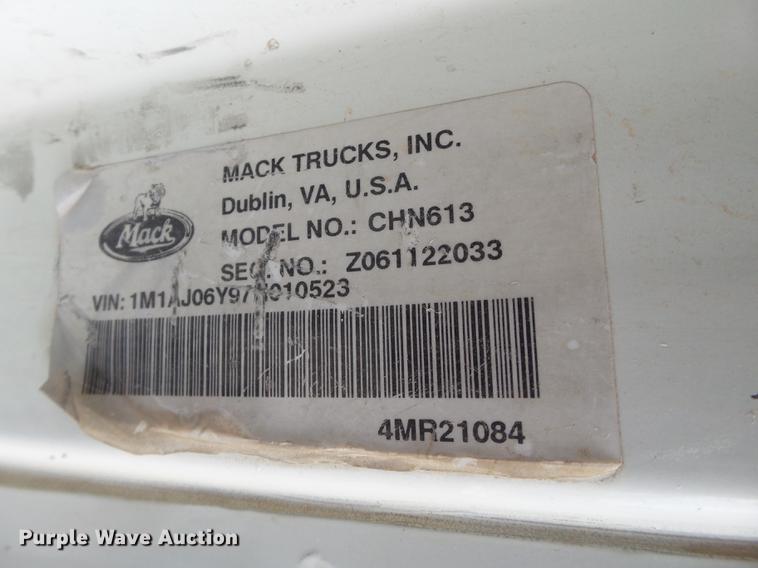 MACK TRUCKS, INC.
Dublin, VA, U.S.A.
Mack
MODEL NO.: CHN613
SEQ. NO.: Z061122033
VIN: 1M1AJ06Y97N010523
4MR21084
Purple Wave Auction